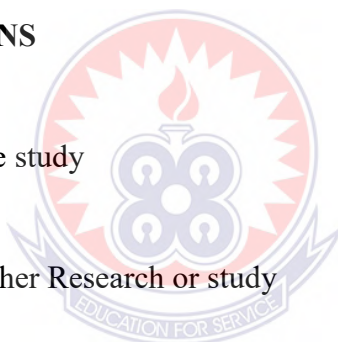 NS
e study
her Research or study
EDUCATION FOR SERVICE